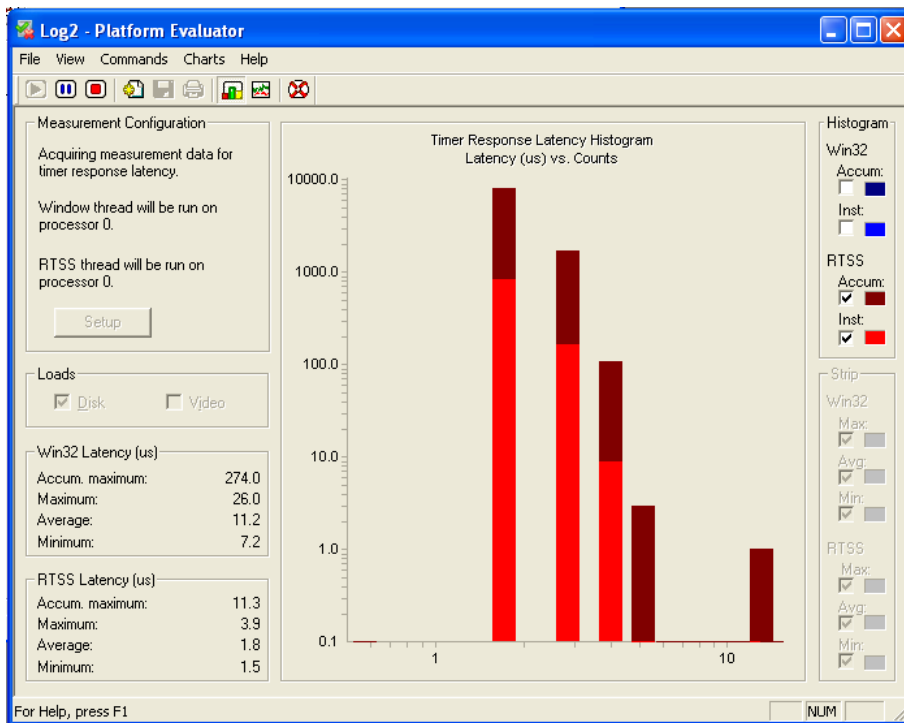 Log2 - Platform Evaluator
File View Commands Charts Help
Measurement Configuration
Acquiring measurement data for
timer response latency.
Window thread will be run on
processor 0.
RTSS thread will be run on
processor 0.
Setup
Loads
Disk Video
Win32 Latency (us)
Accum. maximum: 274.0
Maximum: 26.0
Average: 11.2
Minimum: 7.2
RTSS Latency (us)
Accum. maximum: 11.3
Maximum: 3.9
Average: 1.8
Minimum: 1.5
Timer Response Latency Histogram
Latency (us) vs. Counts
10000.0
1000.0
100.0
10.0
1.0
0.1
1 10
Histogram
Win32
Accum:
Inst:
RTSS
Accum:
Inst:
Strip
Win32
Max:
Avg:
Min:
RTSS
Max:
Avg:
Min:
For Help, press F1
NUM